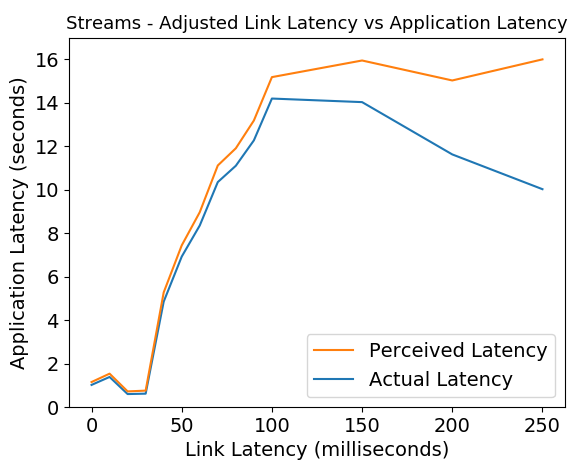 Streams - Adjusted Link Latency vs Application Latency
Application Latency (seconds)
16
14
12
10
8
6
4
2
0
Perceived Latency
Actual Latency
0 50 100 150 200 250
Link Latency (milliseconds)